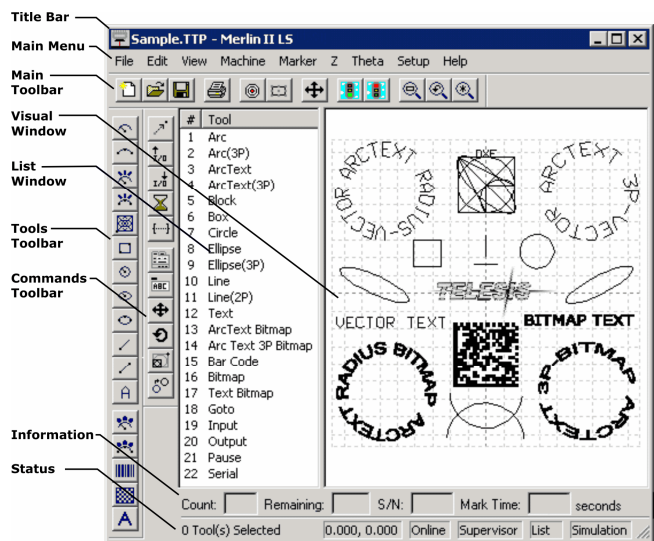 Title Bar
Sample.TTP - Merlin II LS
Main Menu
File Edit View Machine Marker Z Theta Setup Help
Main
Toolbar
Visual
Window
List
Window
Tools
Toolbar
Commands
Toolbar
Information
Status
I/O
I/O
ABC
A
A
# Tool
1 Arc
2 Arc(3P)
3 ArcText
4 ArcText(3P)
5 Block
6 Box
7 Circle
8 Ellipse
9 Ellipse(3P)
10 Line
11 Line(2P)
12 Text
13 ArcText Bitmap
14 Arc Text 3P Bitmap
15 Bar Code
16 Bitmap
17 Text Bitmap
18 Goto
19 Input
20 Output
21 Pause
22 Serial
VECTOR ARCTEXT RADIUS-
DXF
3P-VECTOR ARCTEXT
TELESIS
VECTOR TEXT
BITMAP TEXT
ARCTEXT RADIUS BITMAP
3P-BITMAP ARCTEXT
Count: Remaining: S/N: Mark Time: seconds
0 Tool(s) Selected 0.000, 0.000 Online Supervisor List Simulation